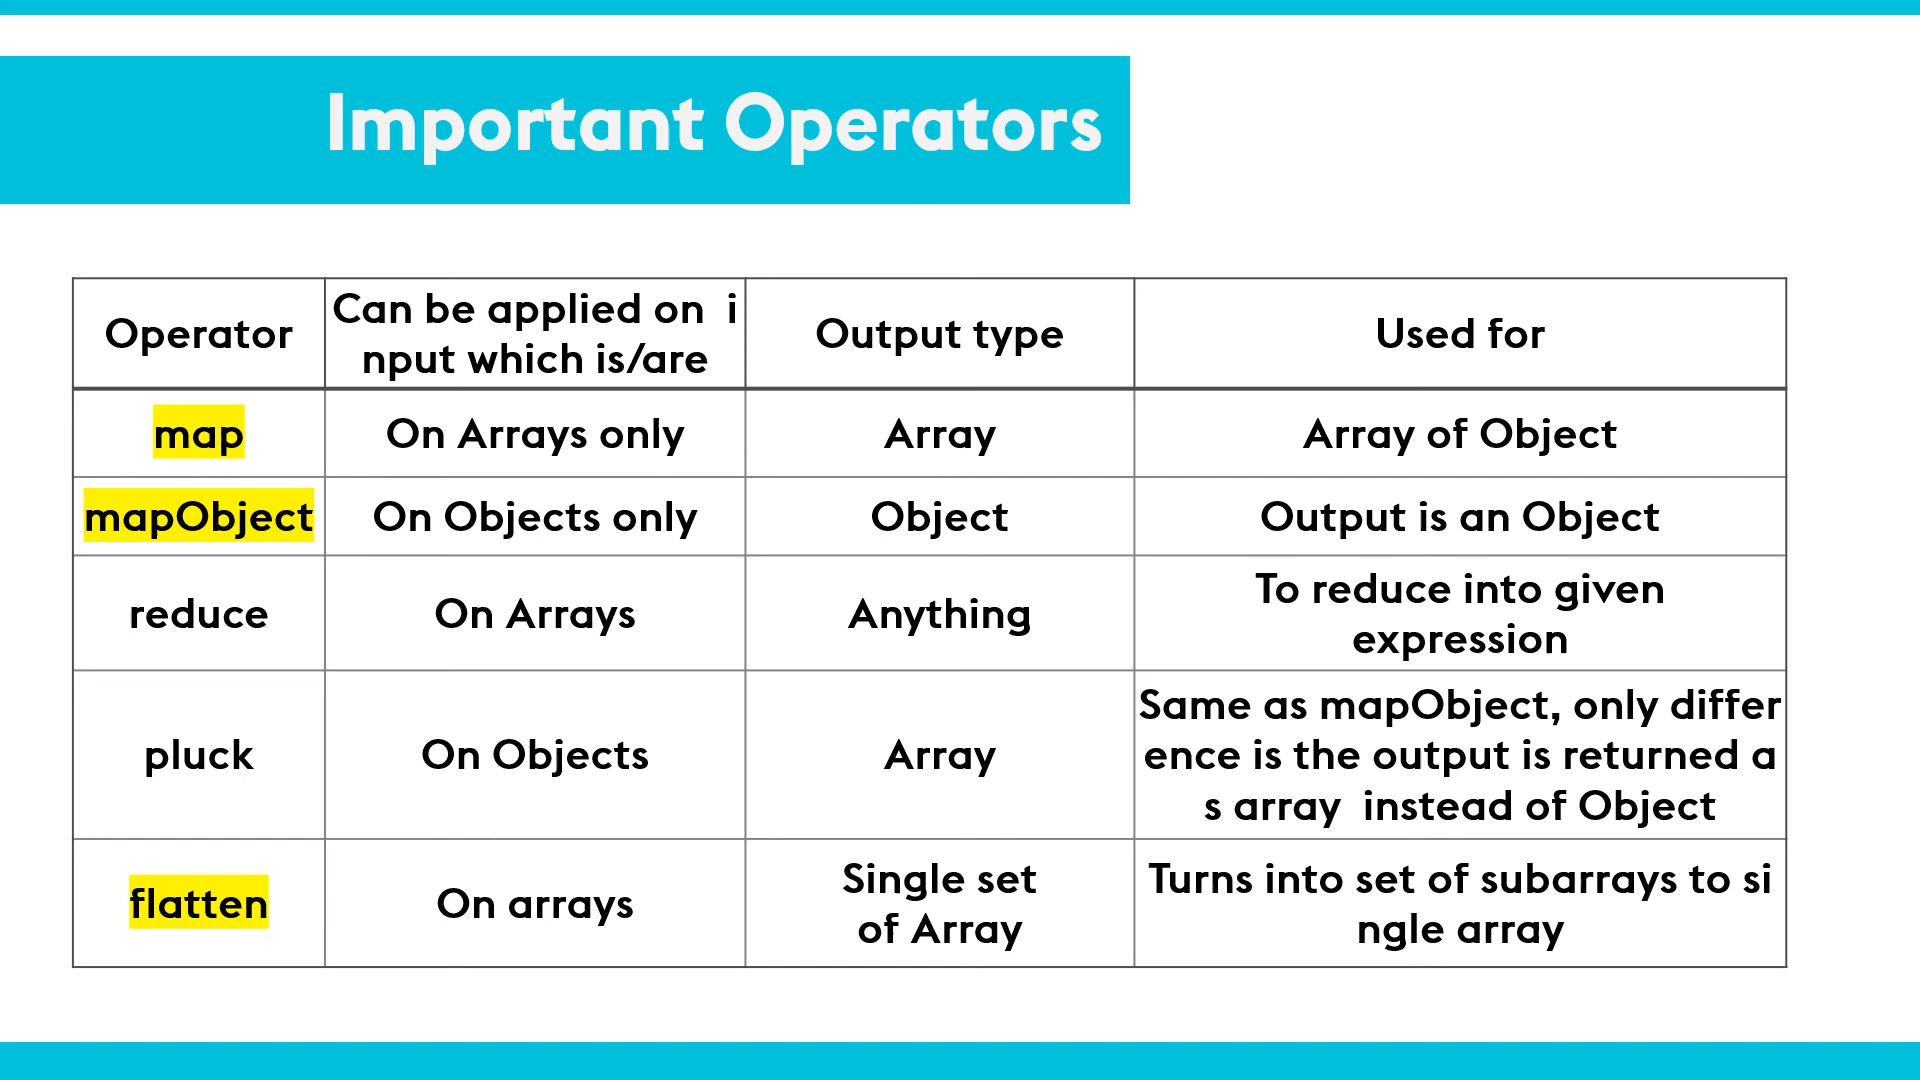 Important Operators
Operator
Can be applied on  i
nput which is/are
Output type
Used for
map
On Arrays only
Array
Array of Object
mapObject
On Objects only
Object
Output is an Object
reduce
On Arrays
Anything
To reduce into given
expression
pluck
On Objects
Array
Same as mapObject, only differ
ence is the output is returned a
s array  instead of Object
flatten
On arrays
Single set
of Array
Turns into set of subarrays to si
ngle array